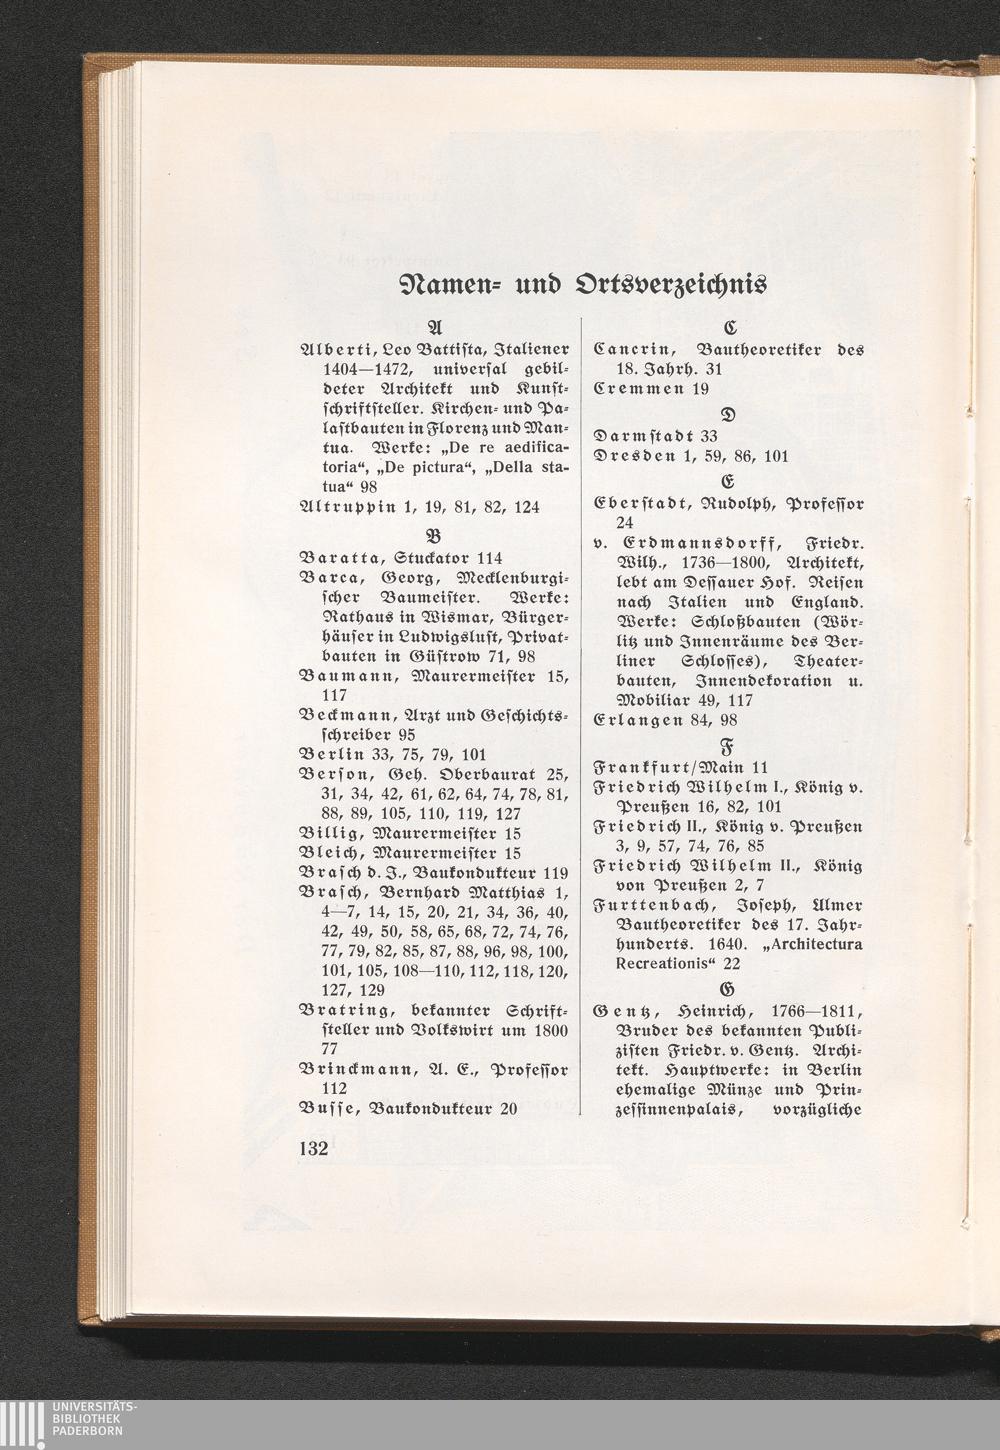 Namen- und Ortsverzeichnis
A
Alberti, Leo Battista, Italiener
1404—1472, universal gebil-
deter Architekt und Kunst-
schriftsteller. Kirchen- und Pa-
lastbauten in Florenz und Man-
tua. Werke: „De re aedifica-
toria“, „De pictura“, „Della sta-
tua“ 98
Altruppin 1, 19, 81, 82, 124
B
Baratta, Stuckator 114
Barca, Georg, Mecklenburgi-
scher Baumeister. Werke:
Rathaus in Wismar, Bürger-
häuser in Ludwigslust, Privat-
bauten in Güstrow 71, 98
Baumann, Maurermeister 15,
117
Beckmann, Arzt und Geschichts-
schreiber 95
Berlin 33, 75, 79, 101
Berson, Geh. Oberbaurat 25,
31, 34, 42, 61, 62, 64, 74, 78, 81,
88, 89, 105, 110, 119, 127
Billig, Maurermeister 15
Bleich, Maurermeister 15
Brasch d. J., Baukondukteur 119
Brasch, Bernhard Matthias 1,
4—7, 14, 15, 20, 21, 34, 36, 40,
42, 49, 50, 58, 65, 68, 72, 74, 76,
77, 79, 82, 85, 87, 88, 96, 98, 100,
101, 105, 108—110, 112, 118, 120,
127, 129
Bratring, bekannter Schrift-
steller und Volkswirt um 1800
77
Brinckmann, A. E., Professor
112
Busse, Baukondukteur 20
132
C
Cancrin, Bautheoretiker des
18. Jahrh. 31
Cremmen 19
D
Darmstadt 33
Dresden 1, 59, 86, 101
E
Eberstadt, Rudolph, Professor
24
v. Erdmannsdorff, Friedr.
Wilh., 1736—1800, Architekt,
lebt am Dessauer Hof. Reisen
nach Italien und England.
Werke: Schloßbauten (Wör-
litz und Innenräume des Ber-
liner Schlosses), Theater-
bauten, Innendekoration u.
Mobiliar 49, 117
Erlangen 84, 98
F
Frankfurt/Main 11
Friedrich Wilhelm I., König v.
Preußen 16, 82, 101
Friedrich II., König v. Preußen
3, 9, 57, 74, 76, 85
Friedrich Wilhelm II., König
von Preußen 2, 7
Furttenbach, Joseph, Ulmer
Bautheoretiker des 17. Jahr-
hunderts. 1640. „Architectura
Recreationis“ 22
G
Gentz, Heinrich, 1766—1811,
Bruder des bekannten Publi-
zisten Friedr. v. Gentz. Archi-
tekt. Hauptwerke: in Berlin
ehemalige Münze und Prin-
zessinnenpalais, vorzügliche
UNIVERSITÄTS-
BIBLIOTHEK
PADERBORN